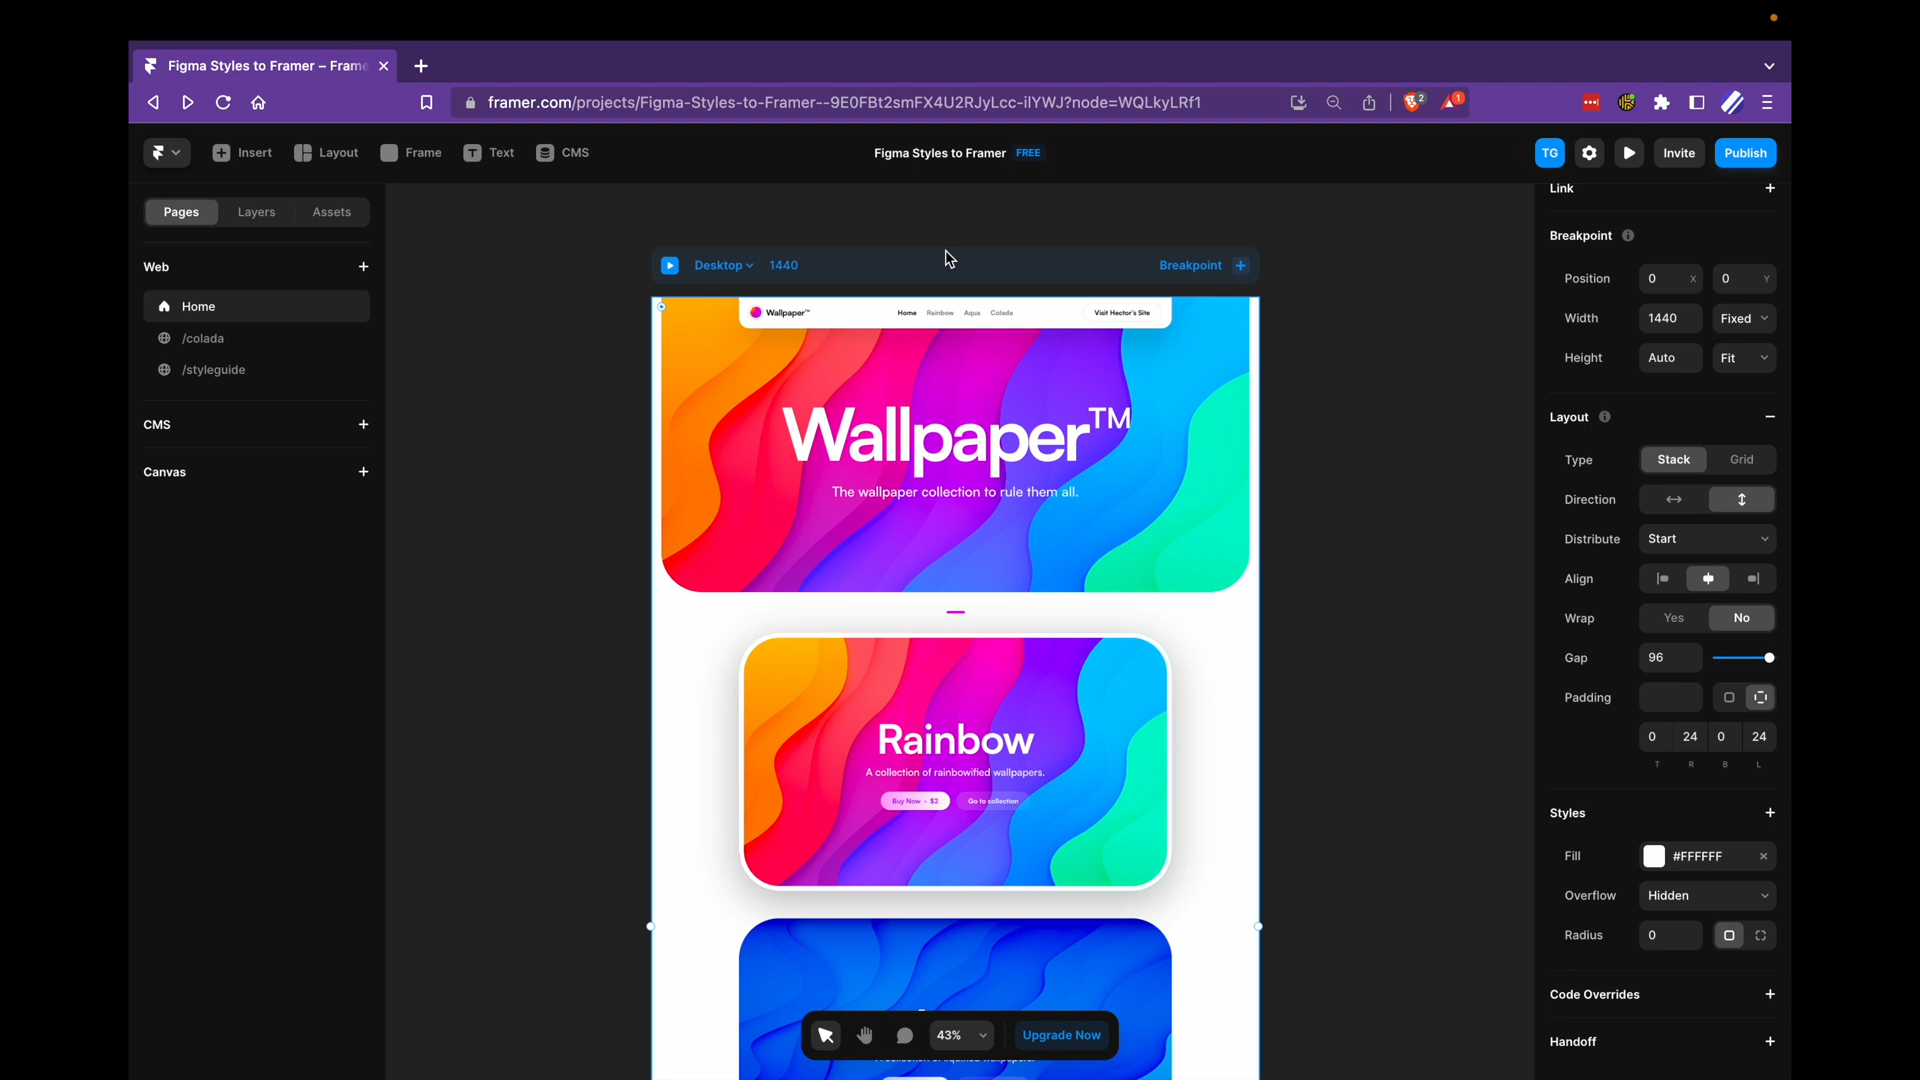 Figma Styles to Framer – Frame
framer.com/projects/Figma-Styles-to-Framer--9E0FBt2smFX4U2RJyLcc-ilYWJ?node=WQLkyLRf1
2
1
Insert
Layout
Frame
Text
CMS
Figma Styles to Framer FREE
TG
Invite
Publish
Pages
Layers
Assets
Web
Home
/colada
/styleguide
CMS
Canvas
Desktop
1440
Breakpoint
Wallpaper™
Home
Rainbow
Aqua
Colada
Visit Hector's Site
Wallpaper™
The wallpaper collection to rule them all.
Rainbow
A collection of rainbowified wallpapers.
Buy Now • $2
Go to collection
43%
Upgrade Now
Link
Breakpoint
Position 0 X 0 Y
Width 1440 Fixed
Height Auto Fit
Layout
Type Stack Grid
Direction
Distribute Start
Align
Wrap Yes No
Gap 96
Padding
0 24 0 24
T R B L
Styles
Fill #FFFFFF
Overflow Hidden
Radius 0
Code Overrides
Handoff